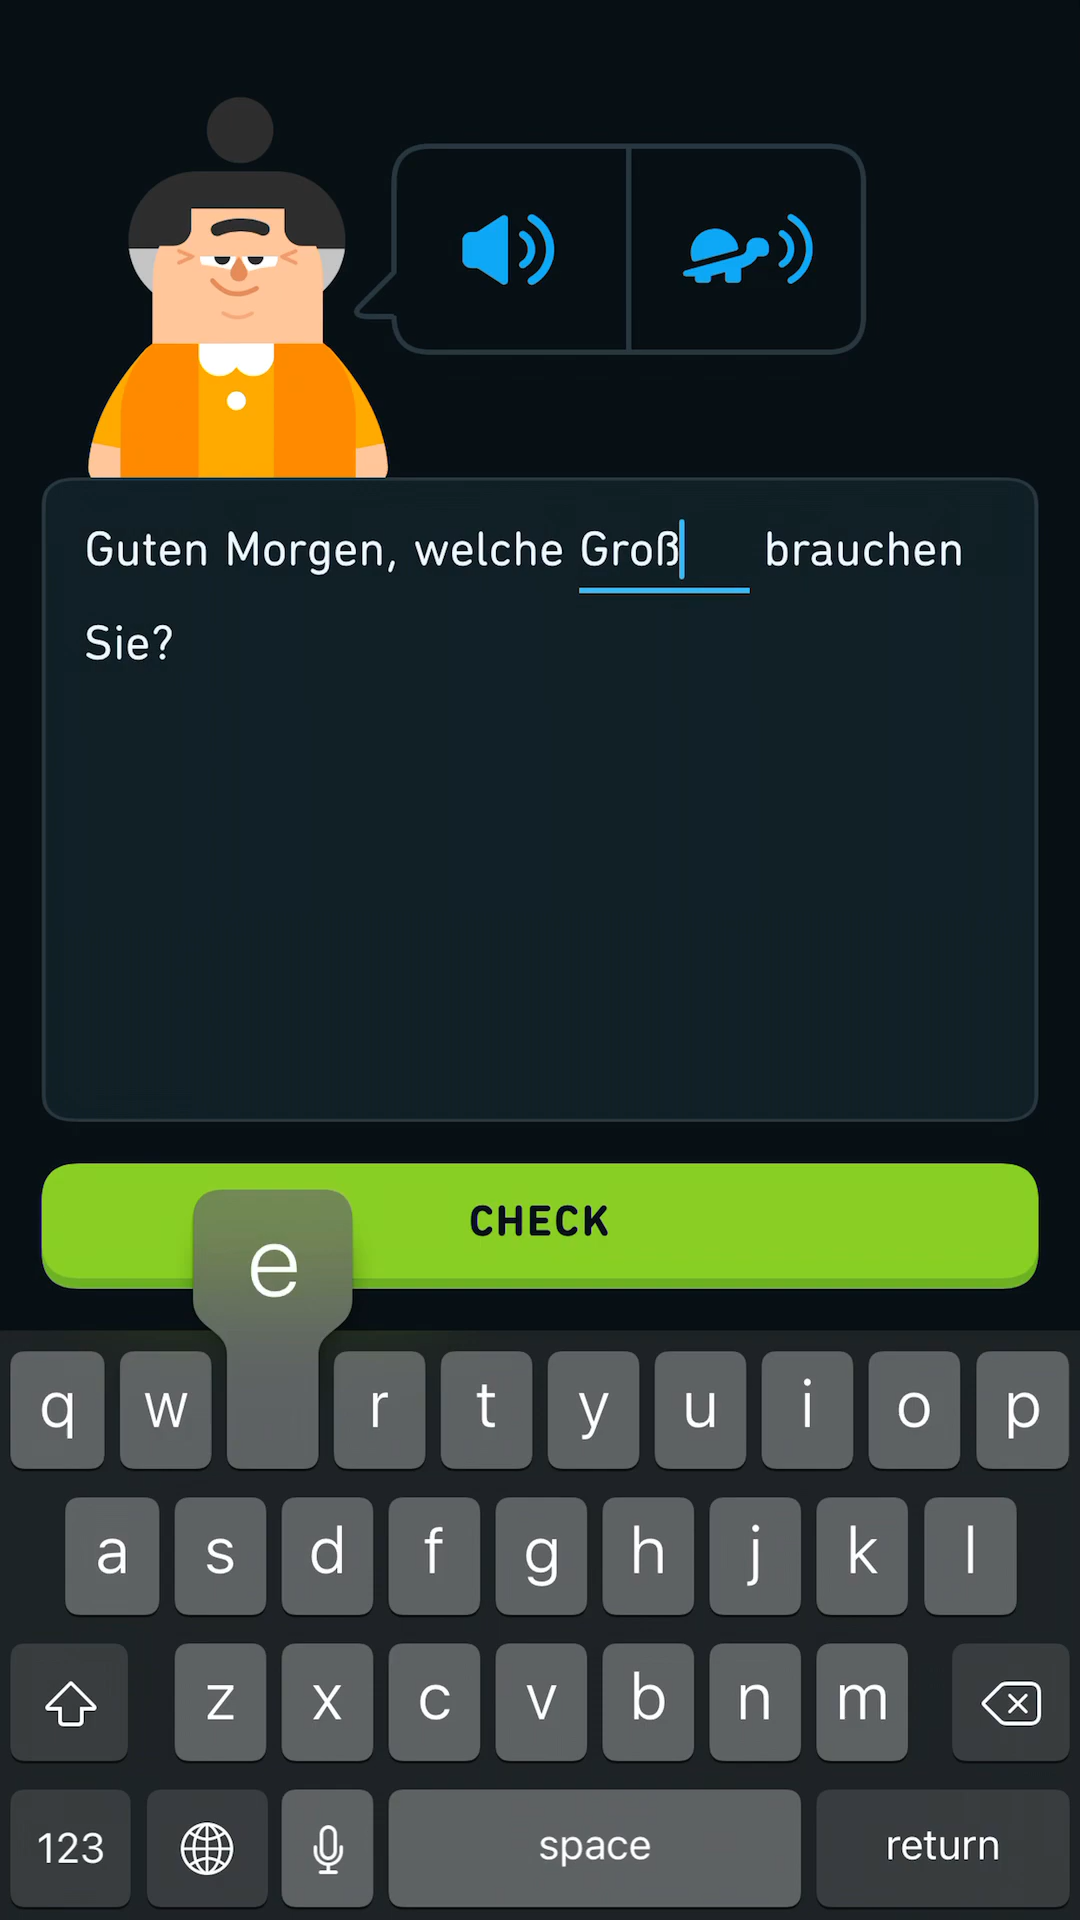 Guten Morgen, welche Groß brauchen
Sie?
CHECK
e
q w r t y u i o p
a s d f g h j k l
z x c v b n m
123 space return